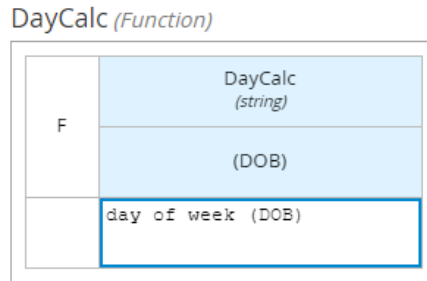 DayCalc (Function)
DayCalc
(string)
F
(DOB)
day of week (DOB)